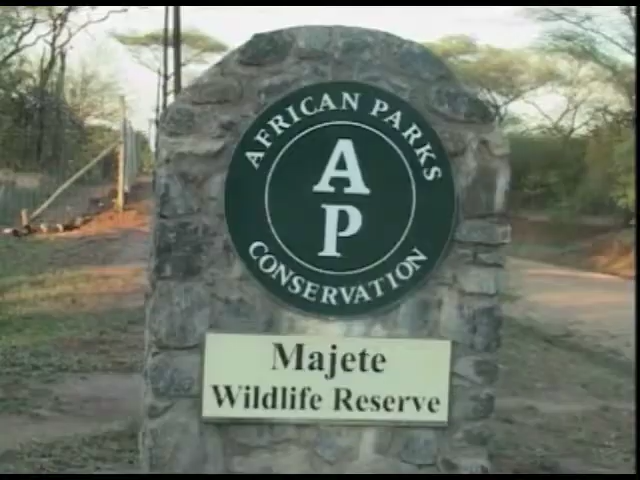 AFRICAN PARKS
A
P
CONSERVATION
Majete
Wildlife Reserve